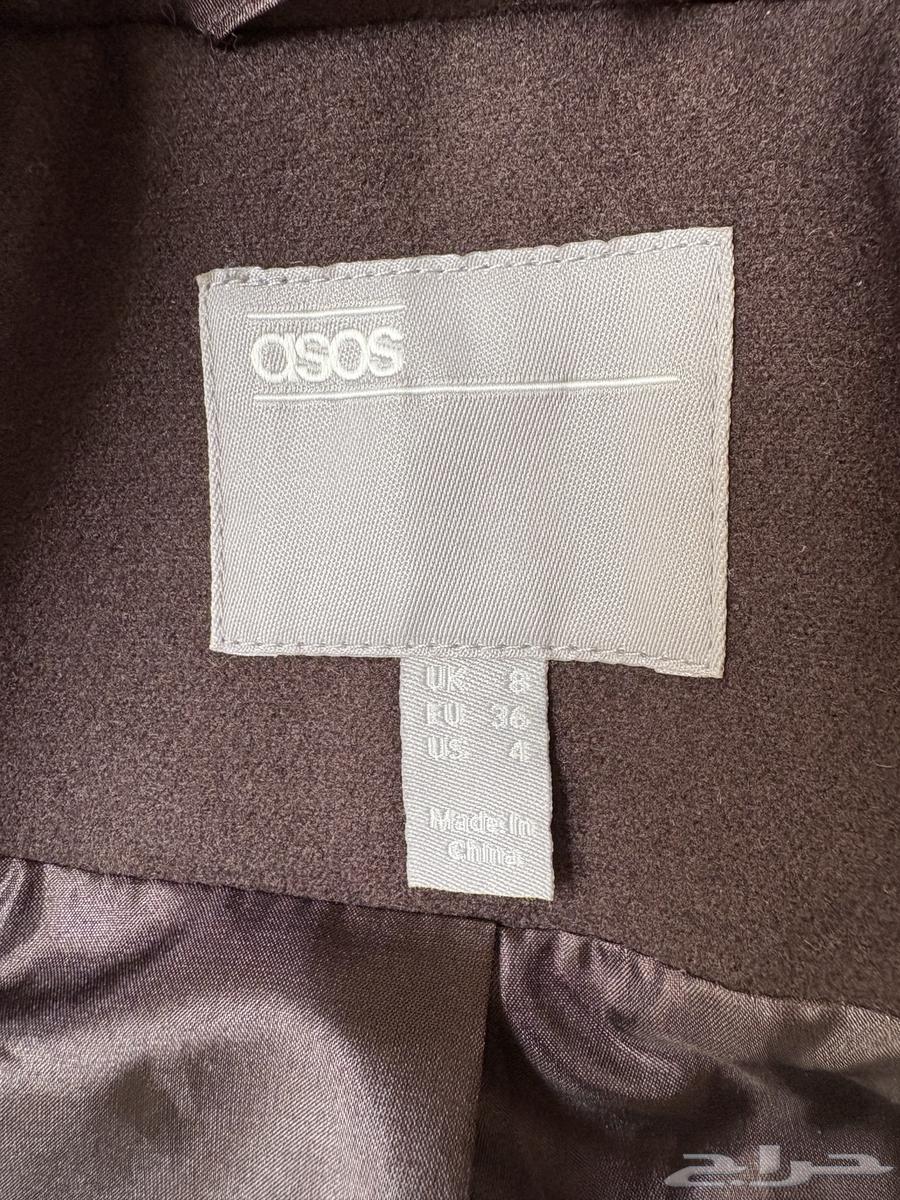 asos
UK 8
EU 36
US 4
Made In
China
حراج